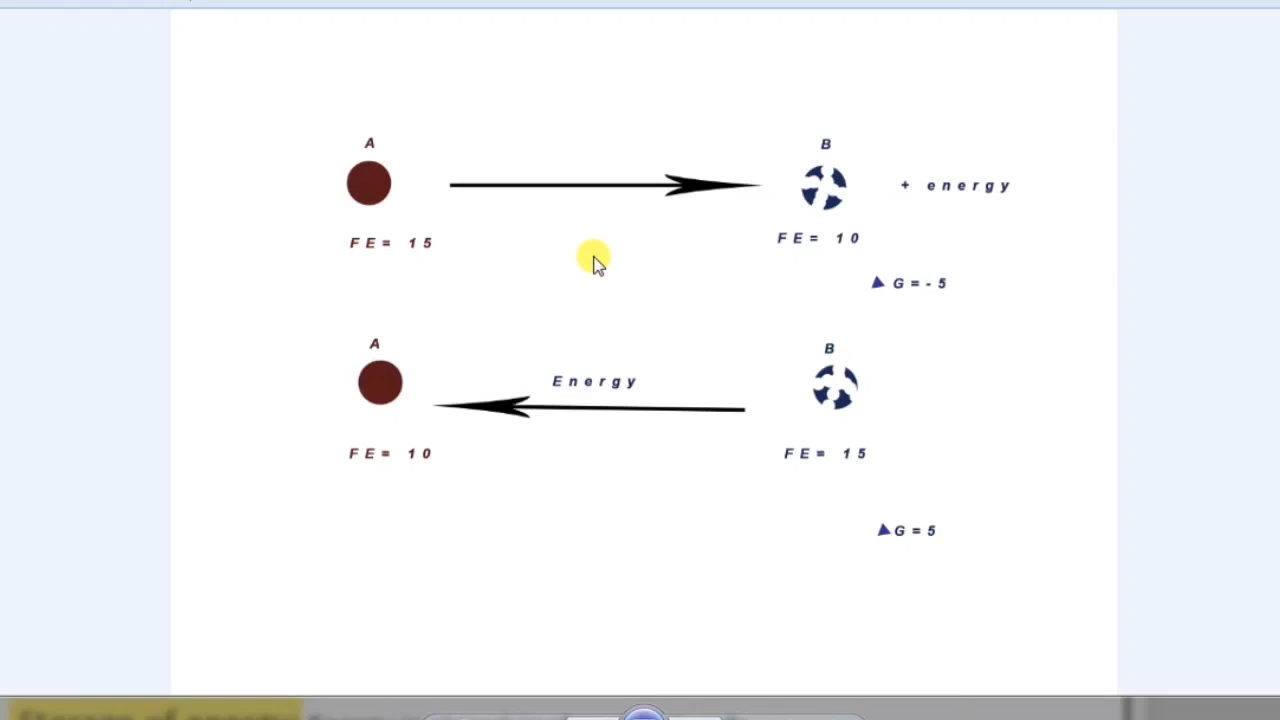 A
B
+ energy
FE= 15
FE= 10
▲ G=-5
A
B
Energy
FE= 10
FE= 15
▲G=5